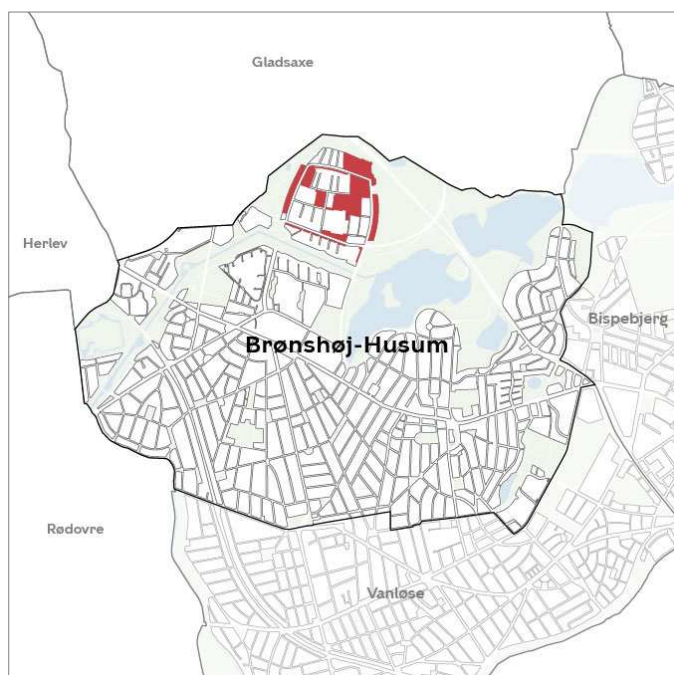 Gladsaxe
Herlev
Bispebjerg
Brønshøj-Husum
Rødovre
Vanløse